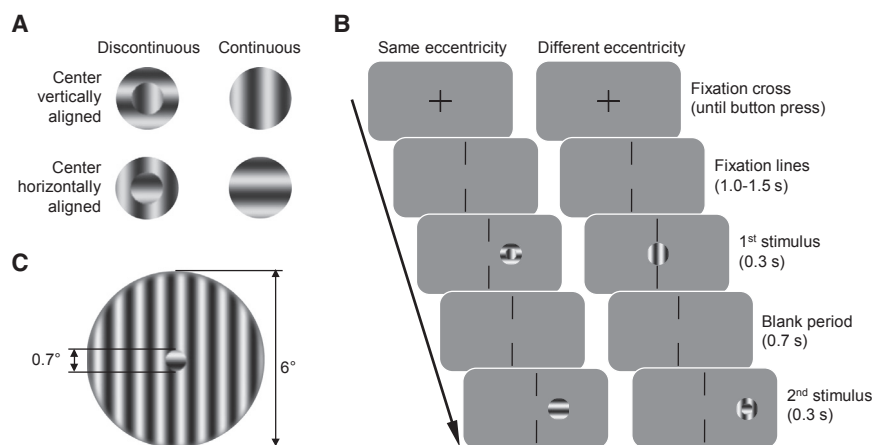 A
Discontinuous Continuous
Center
vertically
aligned
Center
horizontally
aligned
C
0.7°
6°
B
Same eccentricity Different eccentricity
Fixation cross
(until button press)
Fixation lines
(1.0-1.5 s)
1st stimulus
(0.3 s)
Blank period
(0.7 s)
2nd stimulus
(0.3 s)